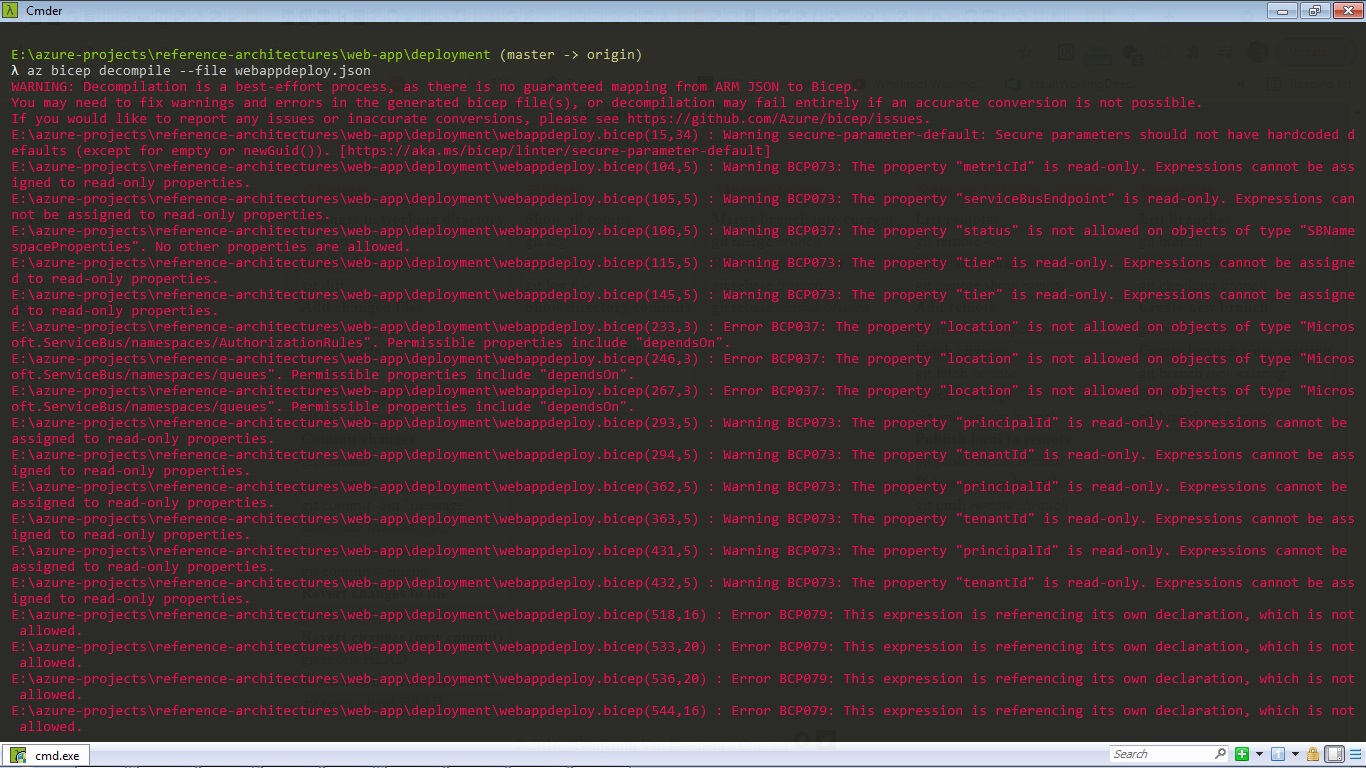 Cmder
E:\azure-projects\reference-architectures\web-app\deployment (master -> origin)
λ az bicep decompile --file webappdeploy.json
WARNING: Decompilation is a best-effort process, as there is no guaranteed mapping from ARM JSON to Bicep.
You may need to fix warnings and errors in the generated bicep file(s), or decompilation may fail entirely if an accurate conversion is not possible.
If you would like to report any issues or inaccurate conversions, please see https://github.com/Azure/bicep/issues.
E:\azure-projects\reference-architectures\web-app\deployment\webappdeploy.bicep(15,34) : Warning secure-parameter-default: Secure parameters should not have hardcoded d
efaults (except for empty or newGuid()). [https://aka.ms/bicep/linter/secure-parameter-default]
E:\azure-projects\reference-architectures\web-app\deployment\webappdeploy.bicep(104,5) : Warning BCP073: The property "metricId" is read-only. Expressions cannot be ass
igned to read-only properties.
E:\azure-projects\reference-architectures\web-app\deployment\webappdeploy.bicep(105,5) : Warning BCP073: The property "serviceBusEndpoint" is read-only. Expressions can
not be assigned to read-only properties.
E:\azure-projects\reference-architectures\web-app\deployment\webappdeploy.bicep(106,5) : Warning BCP037: The property "status" is not allowed on objects of type "SBName
spaceProperties". No other properties are allowed.
E:\azure-projects\reference-architectures\web-app\deployment\webappdeploy.bicep(115,5) : Warning BCP073: The property "tier" is read-only. Expressions cannot be assigne
d to read-only properties.
E:\azure-projects\reference-architectures\web-app\deployment\webappdeploy.bicep(145,5) : Warning BCP073: The property "tier" is read-only. Expressions cannot be assigne
d to read-only properties.
E:\azure-projects\reference-architectures\web-app\deployment\webappdeploy.bicep(233,3) : Error BCP037: The property "location" is not allowed on objects of type "Micros
oft.ServiceBus/namespaces/AuthorizationRules". Permissible properties include "dependsOn".
E:\azure-projects\reference-architectures\web-app\deployment\webappdeploy.bicep(246,3) : Error BCP037: The property "location" is not allowed on objects of type "Micros
oft.ServiceBus/namespaces/queues". Permissible properties include "dependsOn".
E:\azure-projects\reference-architectures\web-app\deployment\webappdeploy.bicep(267,3) : Error BCP037: The property "location" is not allowed on objects of type "Micros
oft.ServiceBus/namespaces/queues". Permissible properties include "dependsOn".
E:\azure-projects\reference-architectures\web-app\deployment\webappdeploy.bicep(293,5) : Warning BCP073: The property "principalId" is read-only. Expressions cannot be
assigned to read-only properties.
E:\azure-projects\reference-architectures\web-app\deployment\webappdeploy.bicep(294,5) : Warning BCP073: The property "tenantId" is read-only. Expressions cannot be ass
igned to read-only properties.
E:\azure-projects\reference-architectures\web-app\deployment\webappdeploy.bicep(362,5) : Warning BCP073: The property "principalId" is read-only. Expressions cannot be
assigned to read-only properties.
E:\azure-projects\reference-architectures\web-app\deployment\webappdeploy.bicep(363,5) : Warning BCP073: The property "tenantId" is read-only. Expressions cannot be ass
igned to read-only properties.
E:\azure-projects\reference-architectures\web-app\deployment\webappdeploy.bicep(431,5) : Warning BCP073: The property "principalId" is read-only. Expressions cannot be
assigned to read-only properties.
E:\azure-projects\reference-architectures\web-app\deployment\webappdeploy.bicep(432,5) : Warning BCP073: The property "tenantId" is read-only. Expressions cannot be ass
igned to read-only properties.
E:\azure-projects\reference-architectures\web-app\deployment\webappdeploy.bicep(518,16) : Error BCP079: This expression is referencing its own declaration, which is not
allowed.
E:\azure-projects\reference-architectures\web-app\deployment\webappdeploy.bicep(533,20) : Error BCP079: This expression is referencing its own declaration, which is not
allowed.
E:\azure-projects\reference-architectures\web-app\deployment\webappdeploy.bicep(536,20) : Error BCP079: This expression is referencing its own declaration, which is not
allowed.
E:\azure-projects\reference-architectures\web-app\deployment\webappdeploy.bicep(544,16) : Error BCP079: This expression is referencing its own declaration, which is not
allowed.
cmd.exe
Search